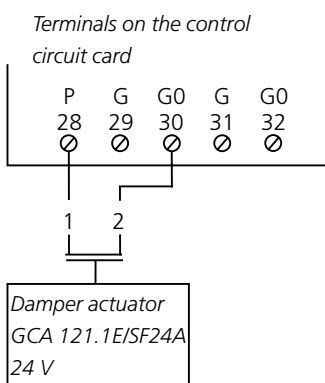 Terminals on the control
circuit card
P G G0 G G0
28 29 30 31 32
1 2
Damper actuator
GCA 121.1E/SF24A
24 V